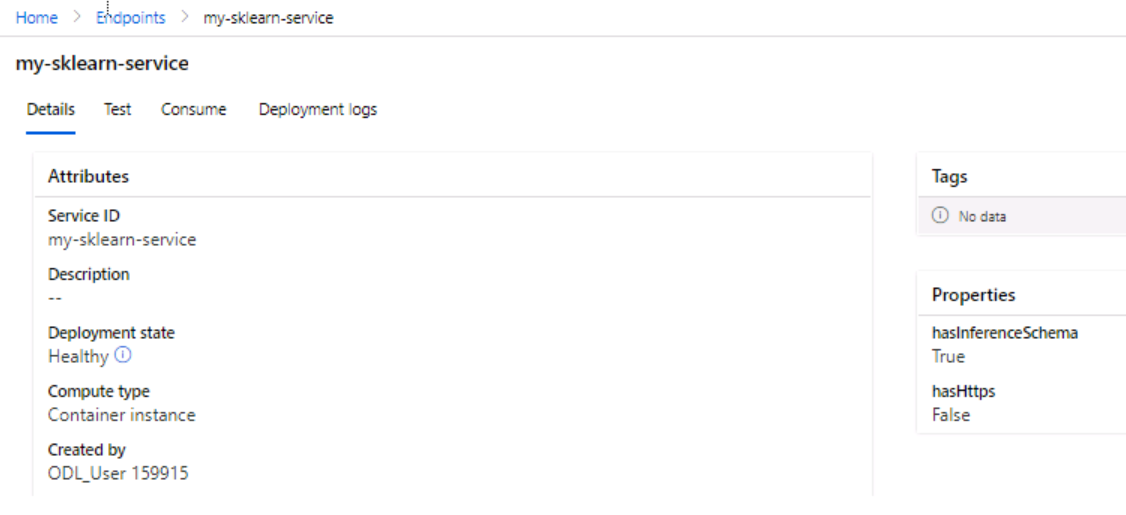 Home > Endpoints > my-sklearn-service
my-sklearn-service
Details Test Consume Deployment logs
Attributes
Service ID
my-sklearn-service
Description
--
Deployment state
Healthy
Compute type
Container instance
Created by
ODL_User 159915
Tags
No data
Properties
hasInferenceSchema
True
hasHttps
False